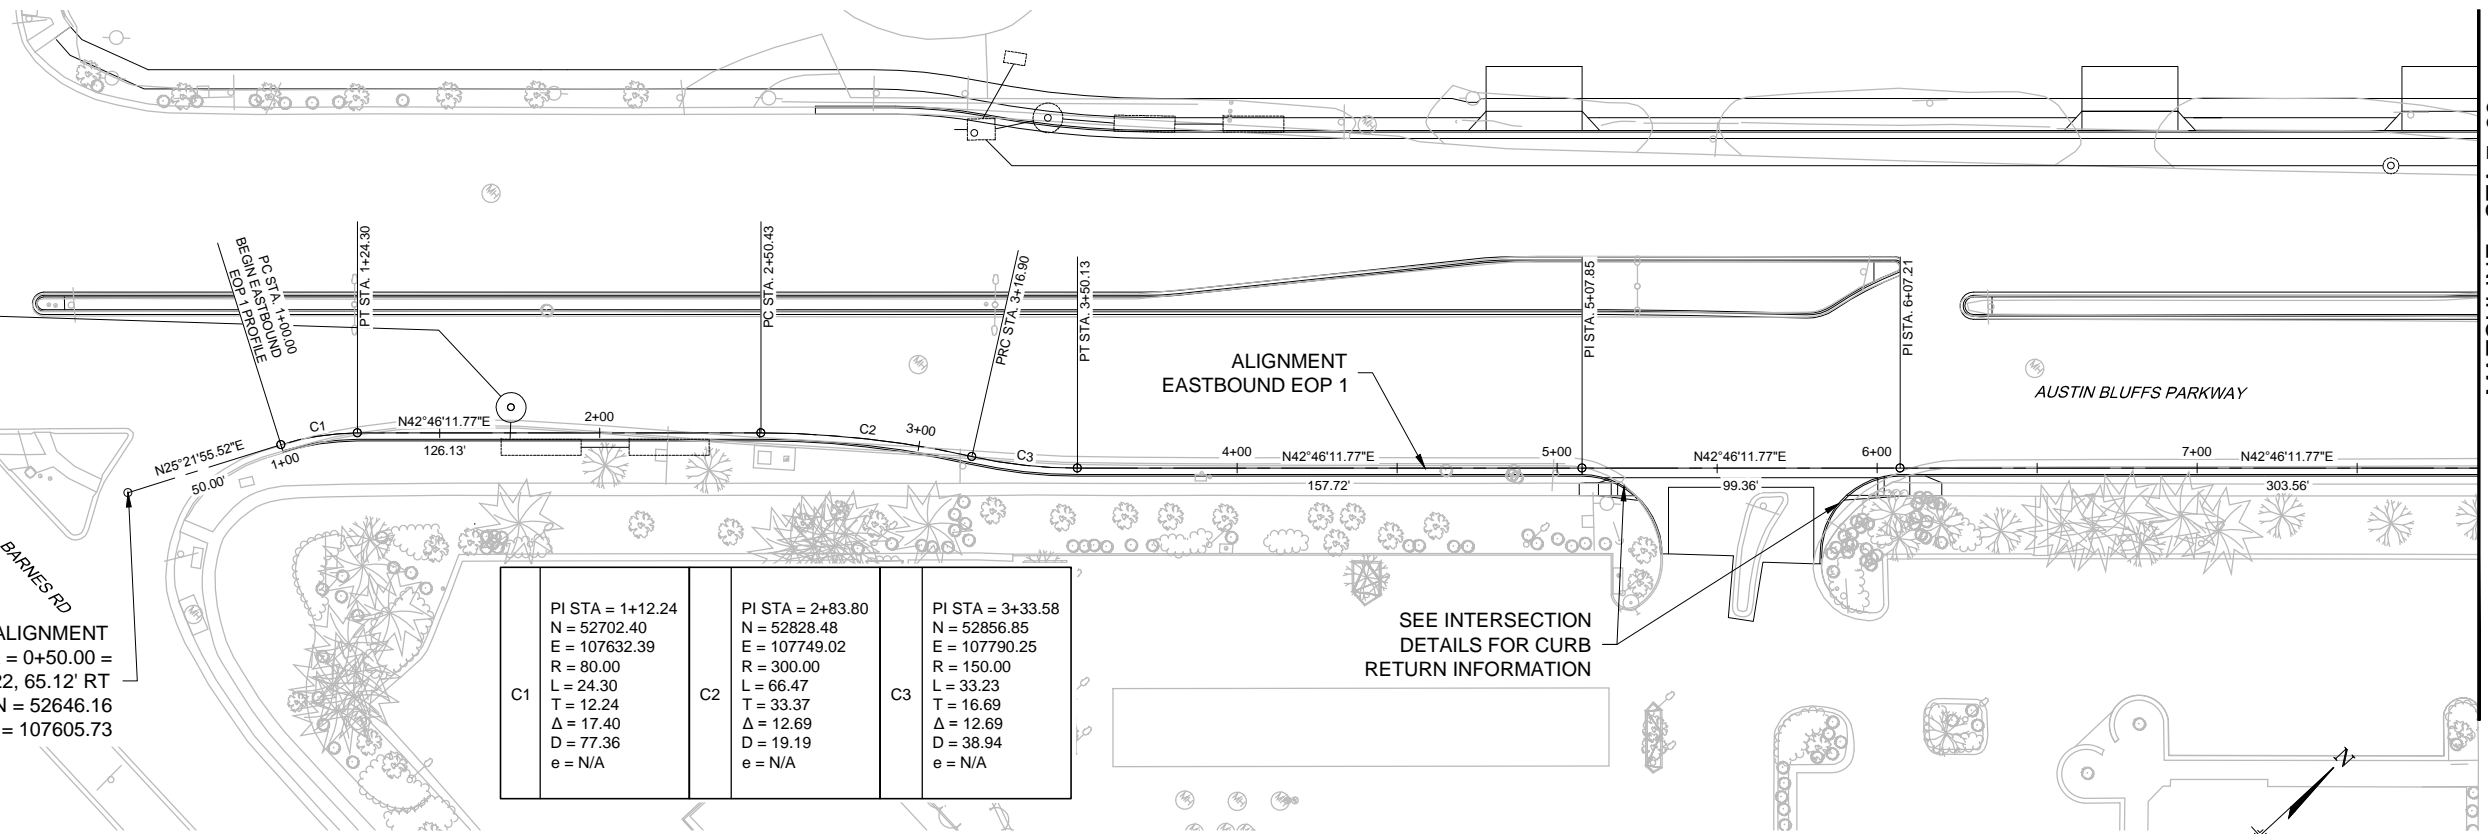 PC STA. 1+00.00
BEGIN EASTBOUND
EOP 1 PROFILE
PT STA. 1+24.30
PC STA. 2+50.43
PRC STA. 3+16.90
PT STA. 3+50.13
PI STA. 5+07.85
PI STA. 6+07.21
ALIGNMENT
EASTBOUND EOP 1
AUSTIN BLUFFS PARKWAY
N25°21'55.52"E
50.00'
1+00
C1
N42°46'11.77"E
126.13'
2+00
C2
3+00
C3
4+00
N42°46'11.77"E
157.72'
5+00
N42°46'11.77"E
99.36'
6+00
7+00
N42°46'11.77"E
303.56'
BARNES RD
ALIGNMENT
= 0+50.00 =
22, 65.12' RT
N = 52646.16
= 107605.73
C1
PI STA = 1+12.24
N = 52702.40
E = 107632.39
R = 80.00
L = 24.30
T = 12.24
Δ = 17.40
D = 77.36
e = N/A
C2
PI STA = 2+83.80
N = 52828.48
E = 107749.02
R = 300.00
L = 66.47
T = 33.37
Δ = 12.69
D = 19.19
e = N/A
C3
PI STA = 3+33.58
N = 52856.85
E = 107790.25
R = 150.00
L = 33.23
T = 16.69
Δ = 12.69
D = 38.94
e = N/A
SEE INTERSECTION
DETAILS FOR CURB
RETURN INFORMATION
MH
MH
MH
MH
MH
MH
MH
MH
N